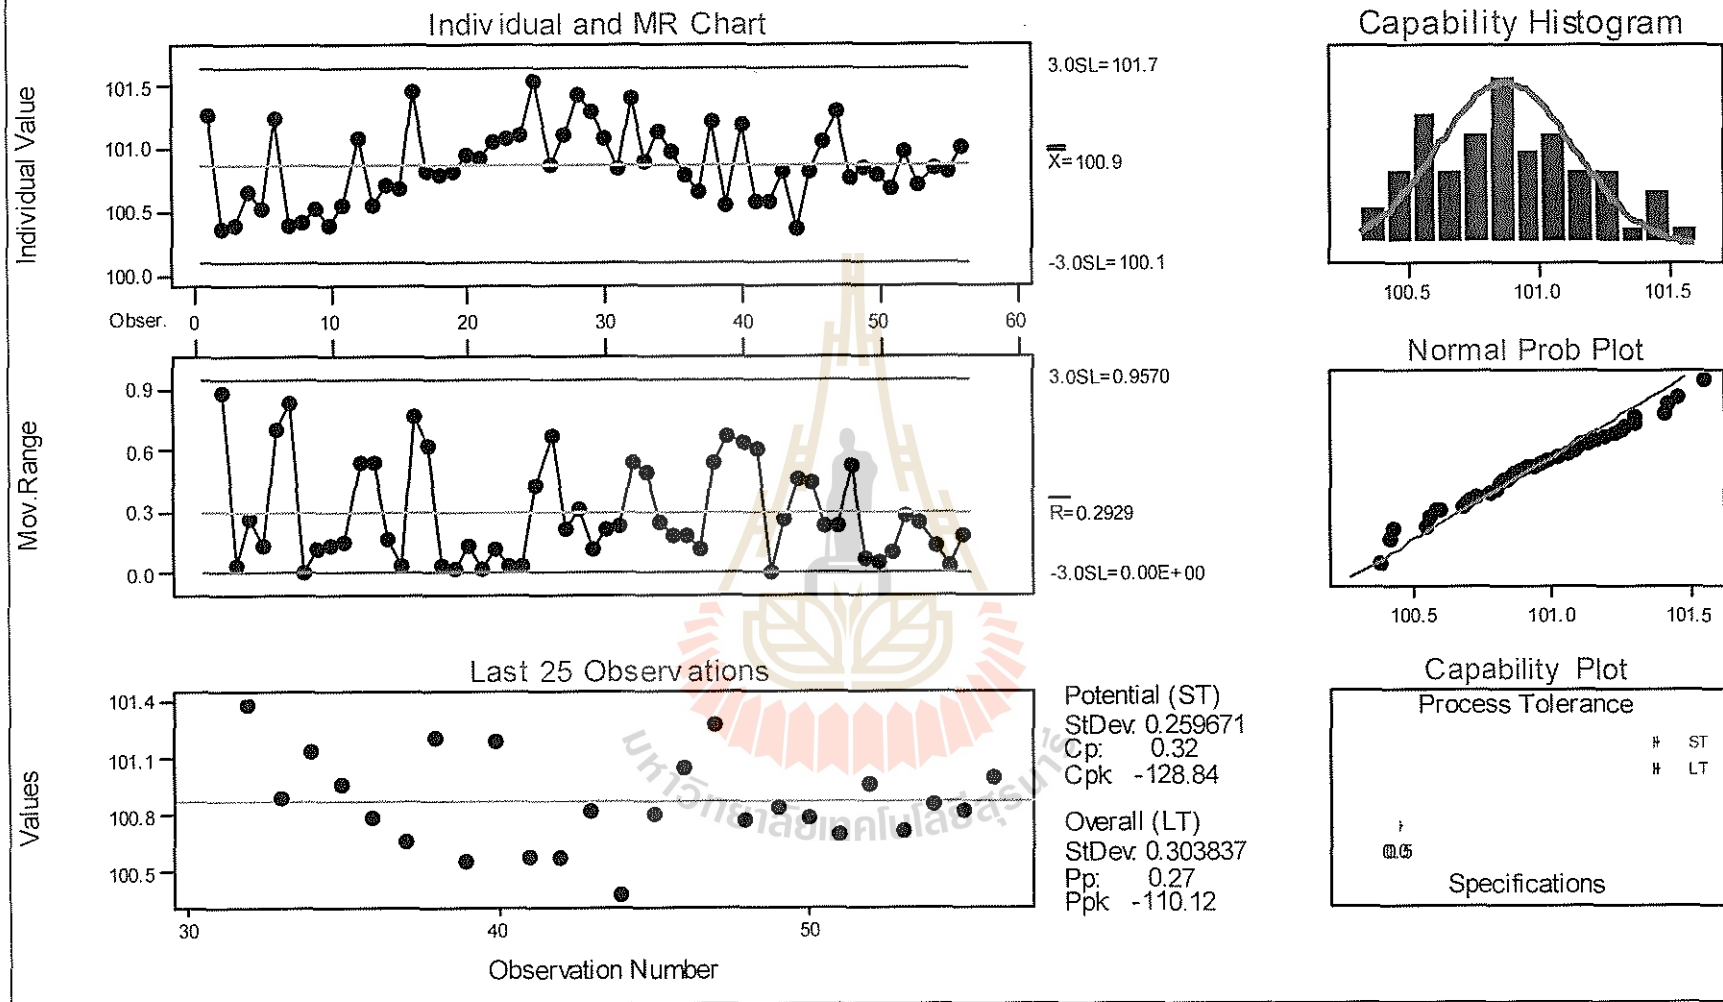 Individual and MR Chart
Individual Value
101.5
101.0
100.5
100.0
3.0SL=101.7
X=100.9
-3.0SL=100.1
Obser. 0 10 20 30 40 50 60
Mov.Range
0.9
0.6
0.3
0.0
3.0SL=0.9570
R=0.2929
-3.0SL=0.00E+00
Last 25 Observations
Values
101.4
101.1
100.8
100.5
30 40 50
Observation Number
Potential (ST)
StDev: 0.259671
Cp: 0.32
Cpk -128.84
Overall (LT)
StDev: 0.303837
Pp: 0.27
Ppk -110.12
Capability Histogram
100.5 101.0 101.5
Normal Prob Plot
100.5 101.0 101.5
Capability Plot
Process Tolerance
ST
LT
Specifications
มหาวิทยาลัยเทคโนโลยีสุรนารี